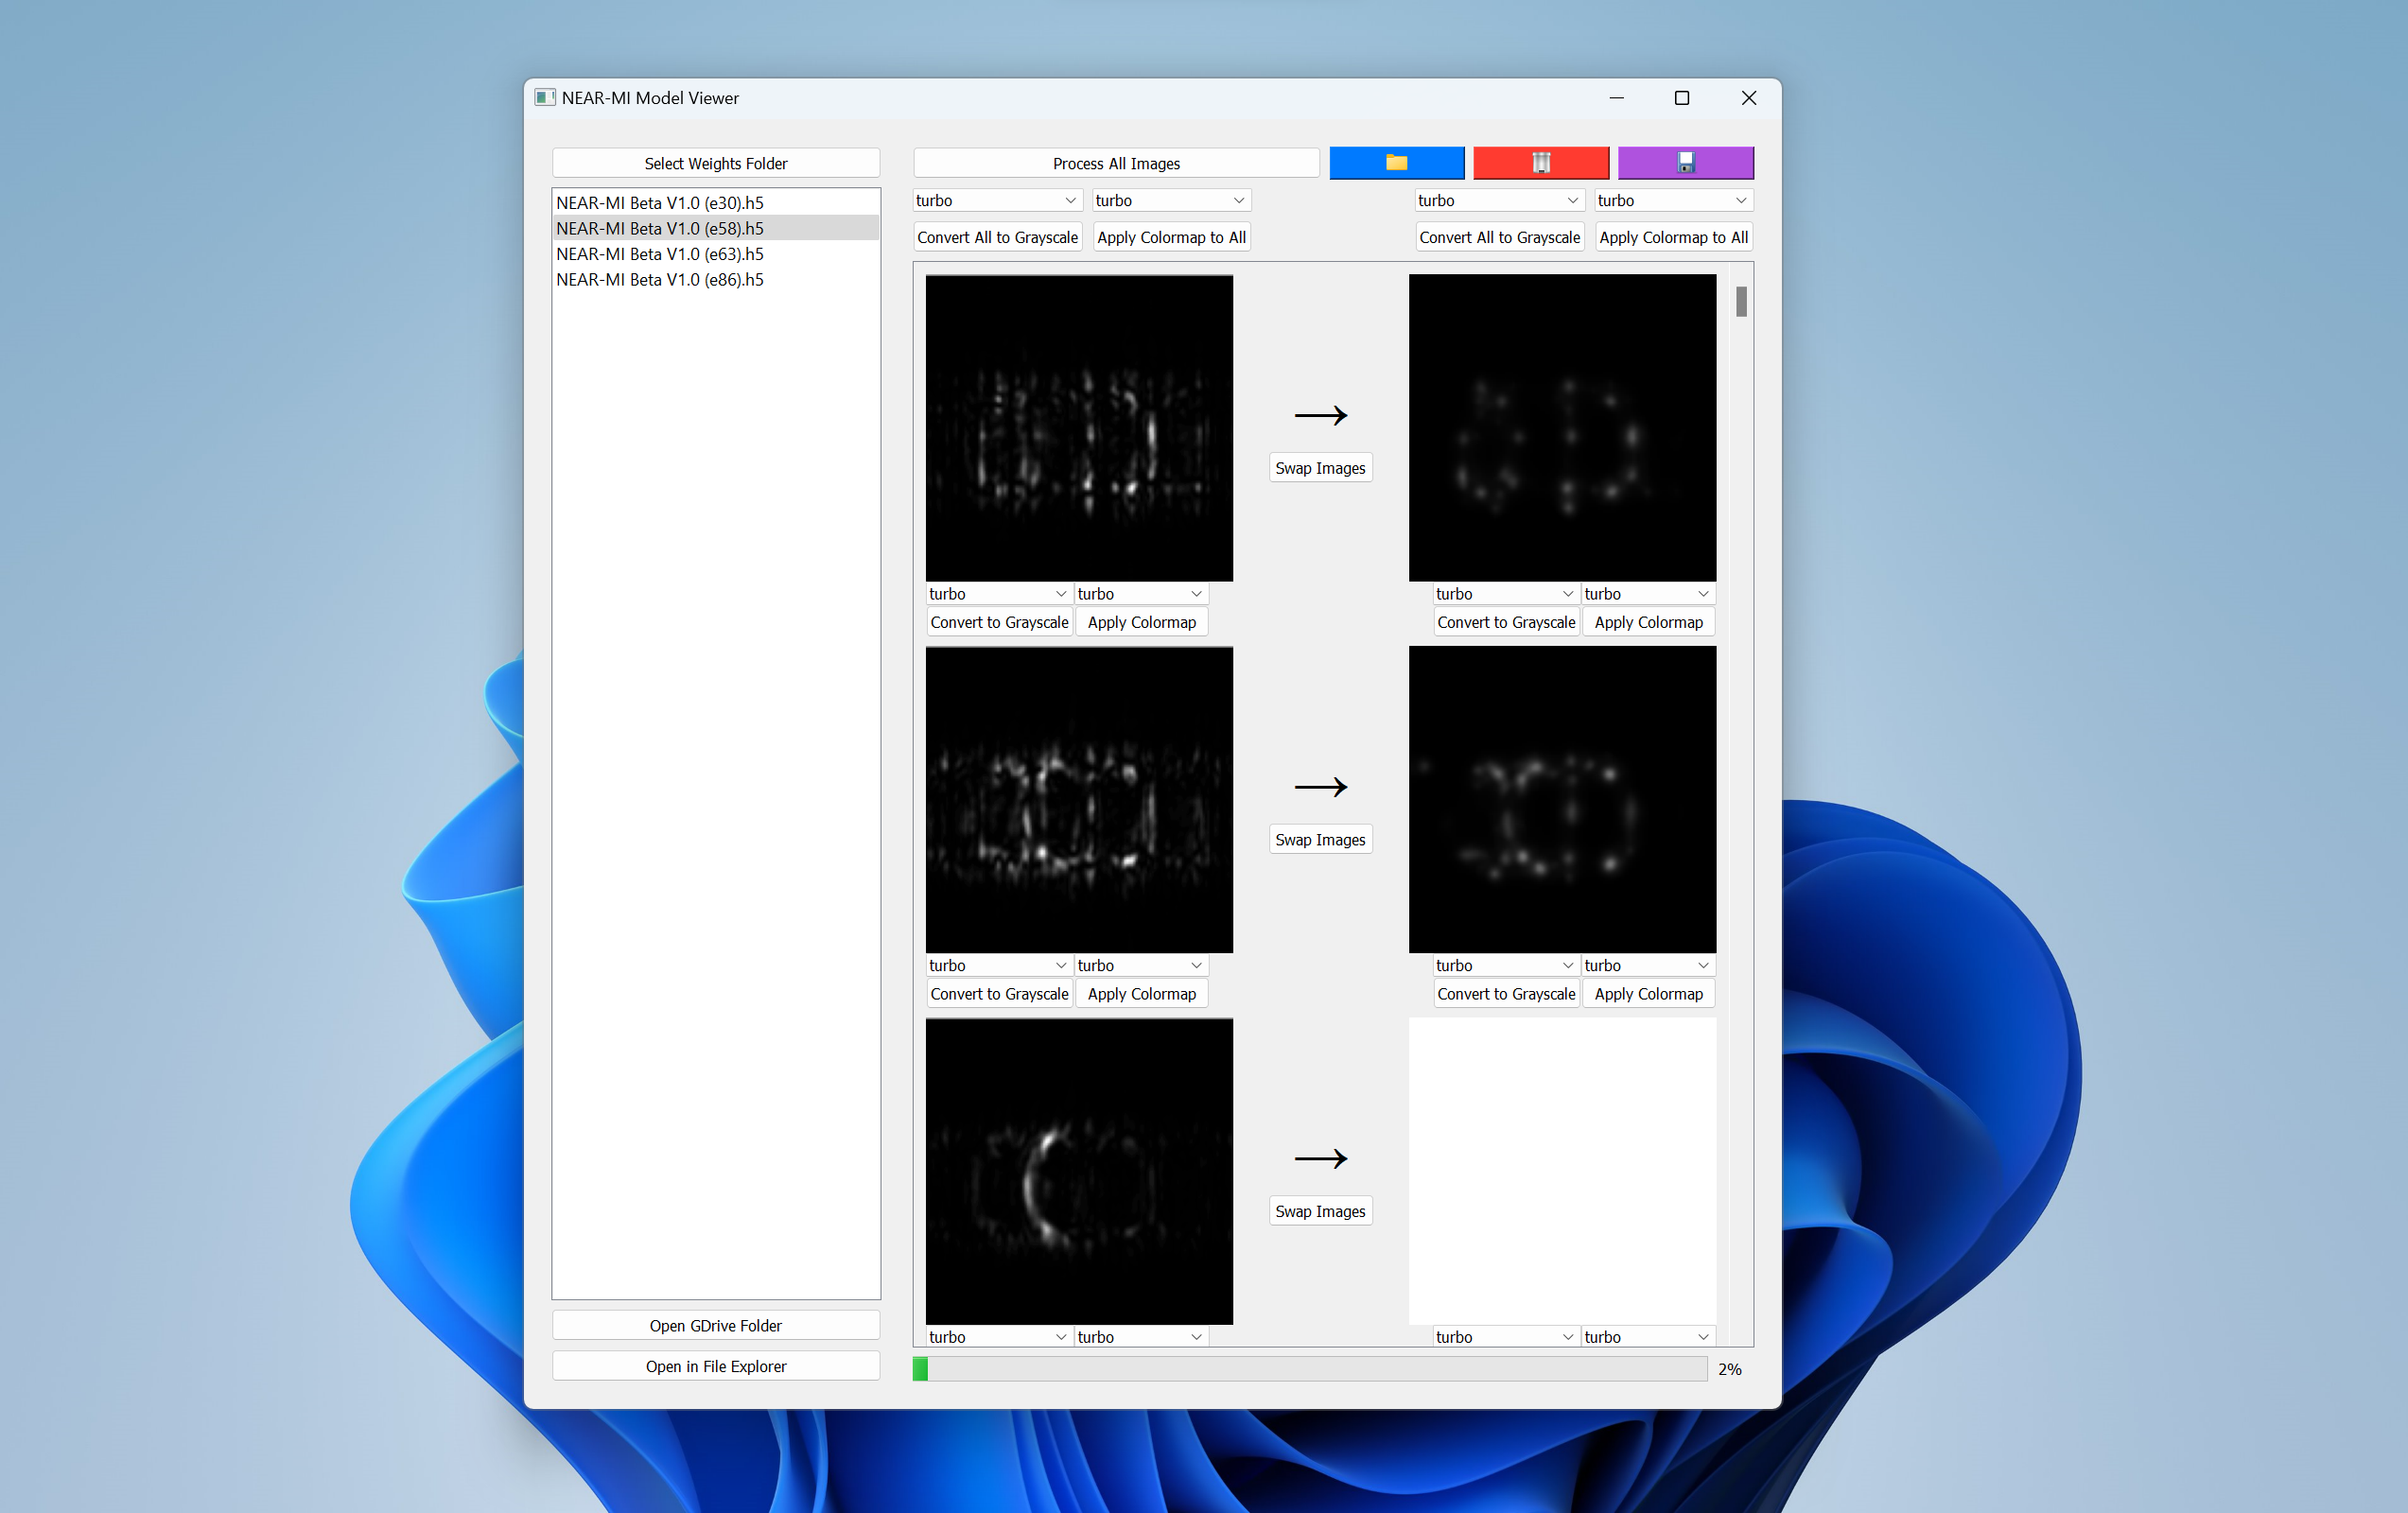 NEAR-MI Model Viewer
Select Weights Folder
NEAR-MI Beta V1.0 (e30).h5
NEAR-MI Beta V1.0 (e58).h5
NEAR-MI Beta V1.0 (e63).h5
NEAR-MI Beta V1.0 (e86).h5
Open GDrive Folder
Open in File Explorer
Process All Images
turbo turbo turbo turbo
Convert All to Grayscale Apply Colormap to All Convert All to Grayscale Apply Colormap to All
Swap Images
turbo turbo turbo turbo
Convert to Grayscale Apply Colormap Convert to Grayscale Apply Colormap
Swap Images
turbo turbo turbo turbo
Convert to Grayscale Apply Colormap Convert to Grayscale Apply Colormap
Swap Images
turbo turbo turbo turbo
2%